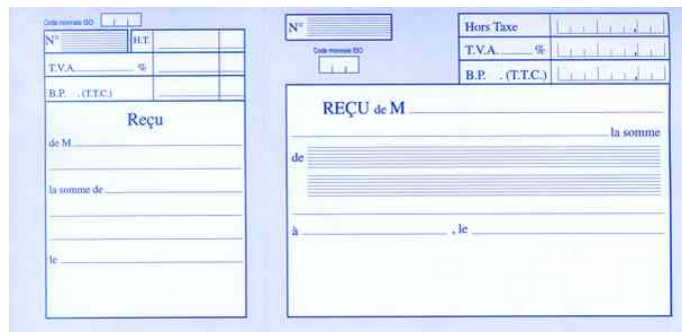 Code monnaie ISO
N° H.T.
T.V.A. %
B.P. . (T.T.C.)
Reçu
de M
la somme de
le
N°
Code monnaie ISO
Hors Taxe
T.V.A. %
B.P. . (T.T.C.)
REÇU de M
la somme
de
à , le